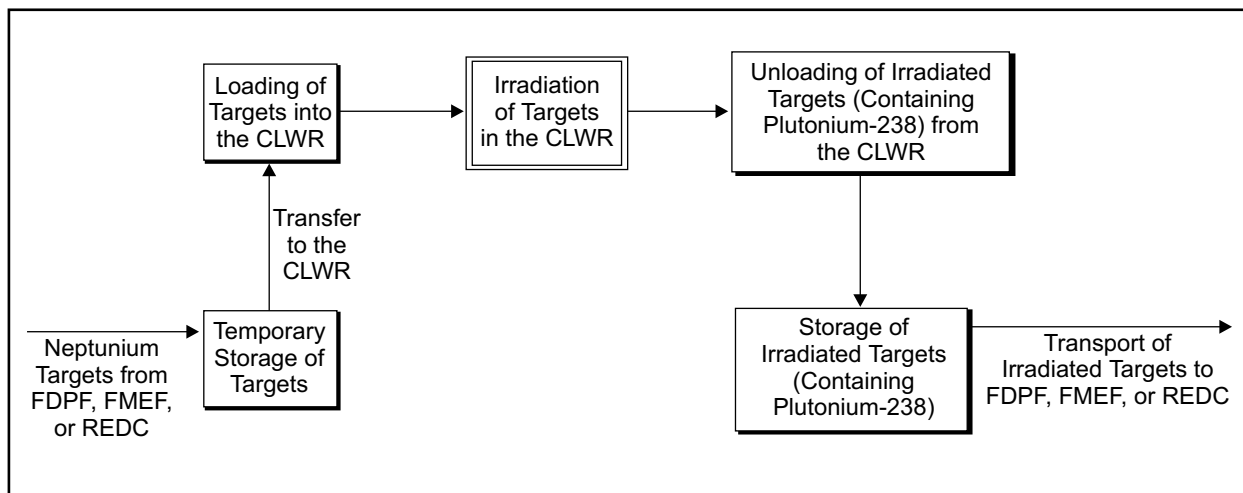 Neptunium
Targets from
FDPF, FMEF,
or REDC
Temporary
Storage of
Targets
Transfer
to the
CLWR
Loading of
Targets into
the CLWR
Irradiation
of Targets
in the CLWR
Unloading of Irradiated
Targets (Containing
Plutonium-238) from
the CLWR
Storage of
Irradiated Targets
(Containing
Plutonium-238)
Transport of
Irradiated Targets to
FDPF, FMEF, or REDC